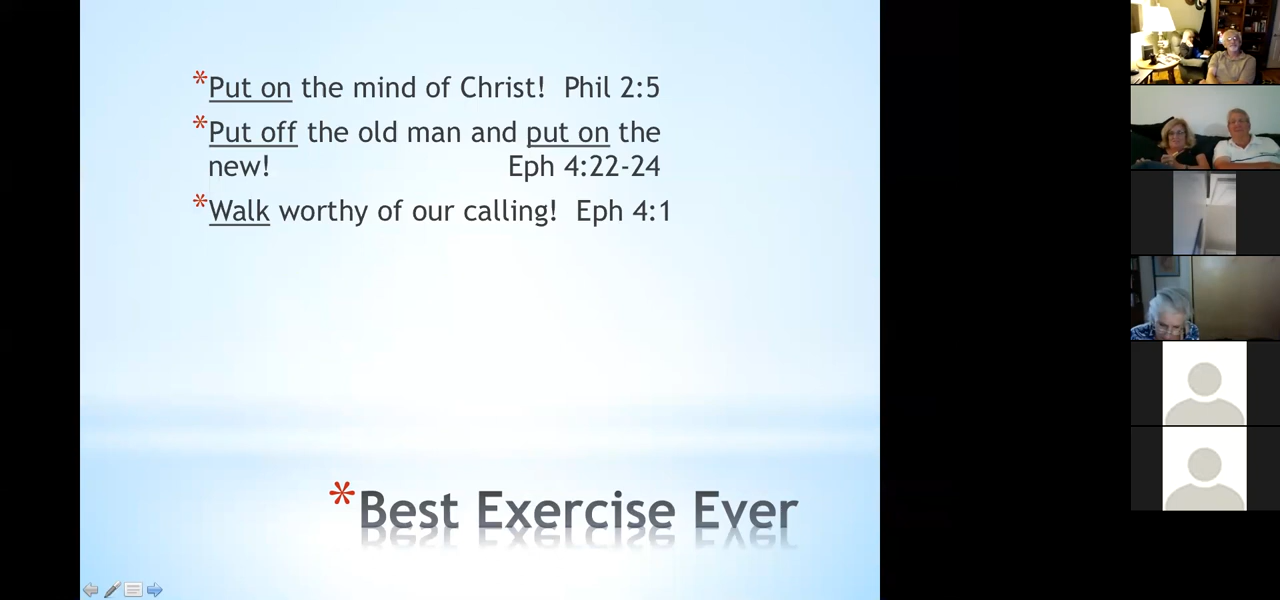 *Put on the mind of Christ! Phil 2:5
*Put off the old man and put on the
new! Eph 4:22-24
*Walk worthy of our calling! Eph 4:1
*Best Exercise Ever